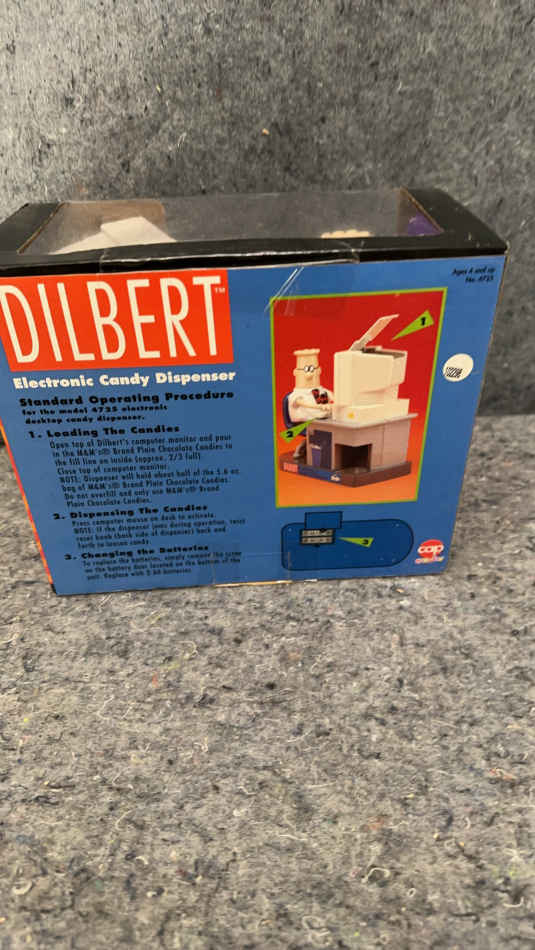 Ages 4 and up
No. 4725
DILBERT™
1
Electronic Candy Dispenser
Standard Operating Procedure
for the model 4725 electronic
desktop candy dispenser.
1. Loading The Candies
Open top of Dilbert's computer monitor and pour
in the M&M's® Brand Plain Chocolate Candies to
the fill line on inside (approx. 2/3 full).
Close top of computer monitor.
NOTE: Dispenser will hold about half of the 5.6 oz.
bag of M&M's® Brand Plain Chocolate Candies.
Do not overfill and only use M&M's® Brand
Plain Chocolate Candies.
2
DILBERT
2. Dispensing The Candies
Press computer mouse on desk to activate.
NOTE: If the dispenser jams during operation, twist
reset knob (back side of dispenser) back and
forth to loosen candy.
3
cap
3. Changing the Batteries
To replace the batteries, simply remove the screw
on the battery door located on the bottom of the
unit. Replace with
batteries.